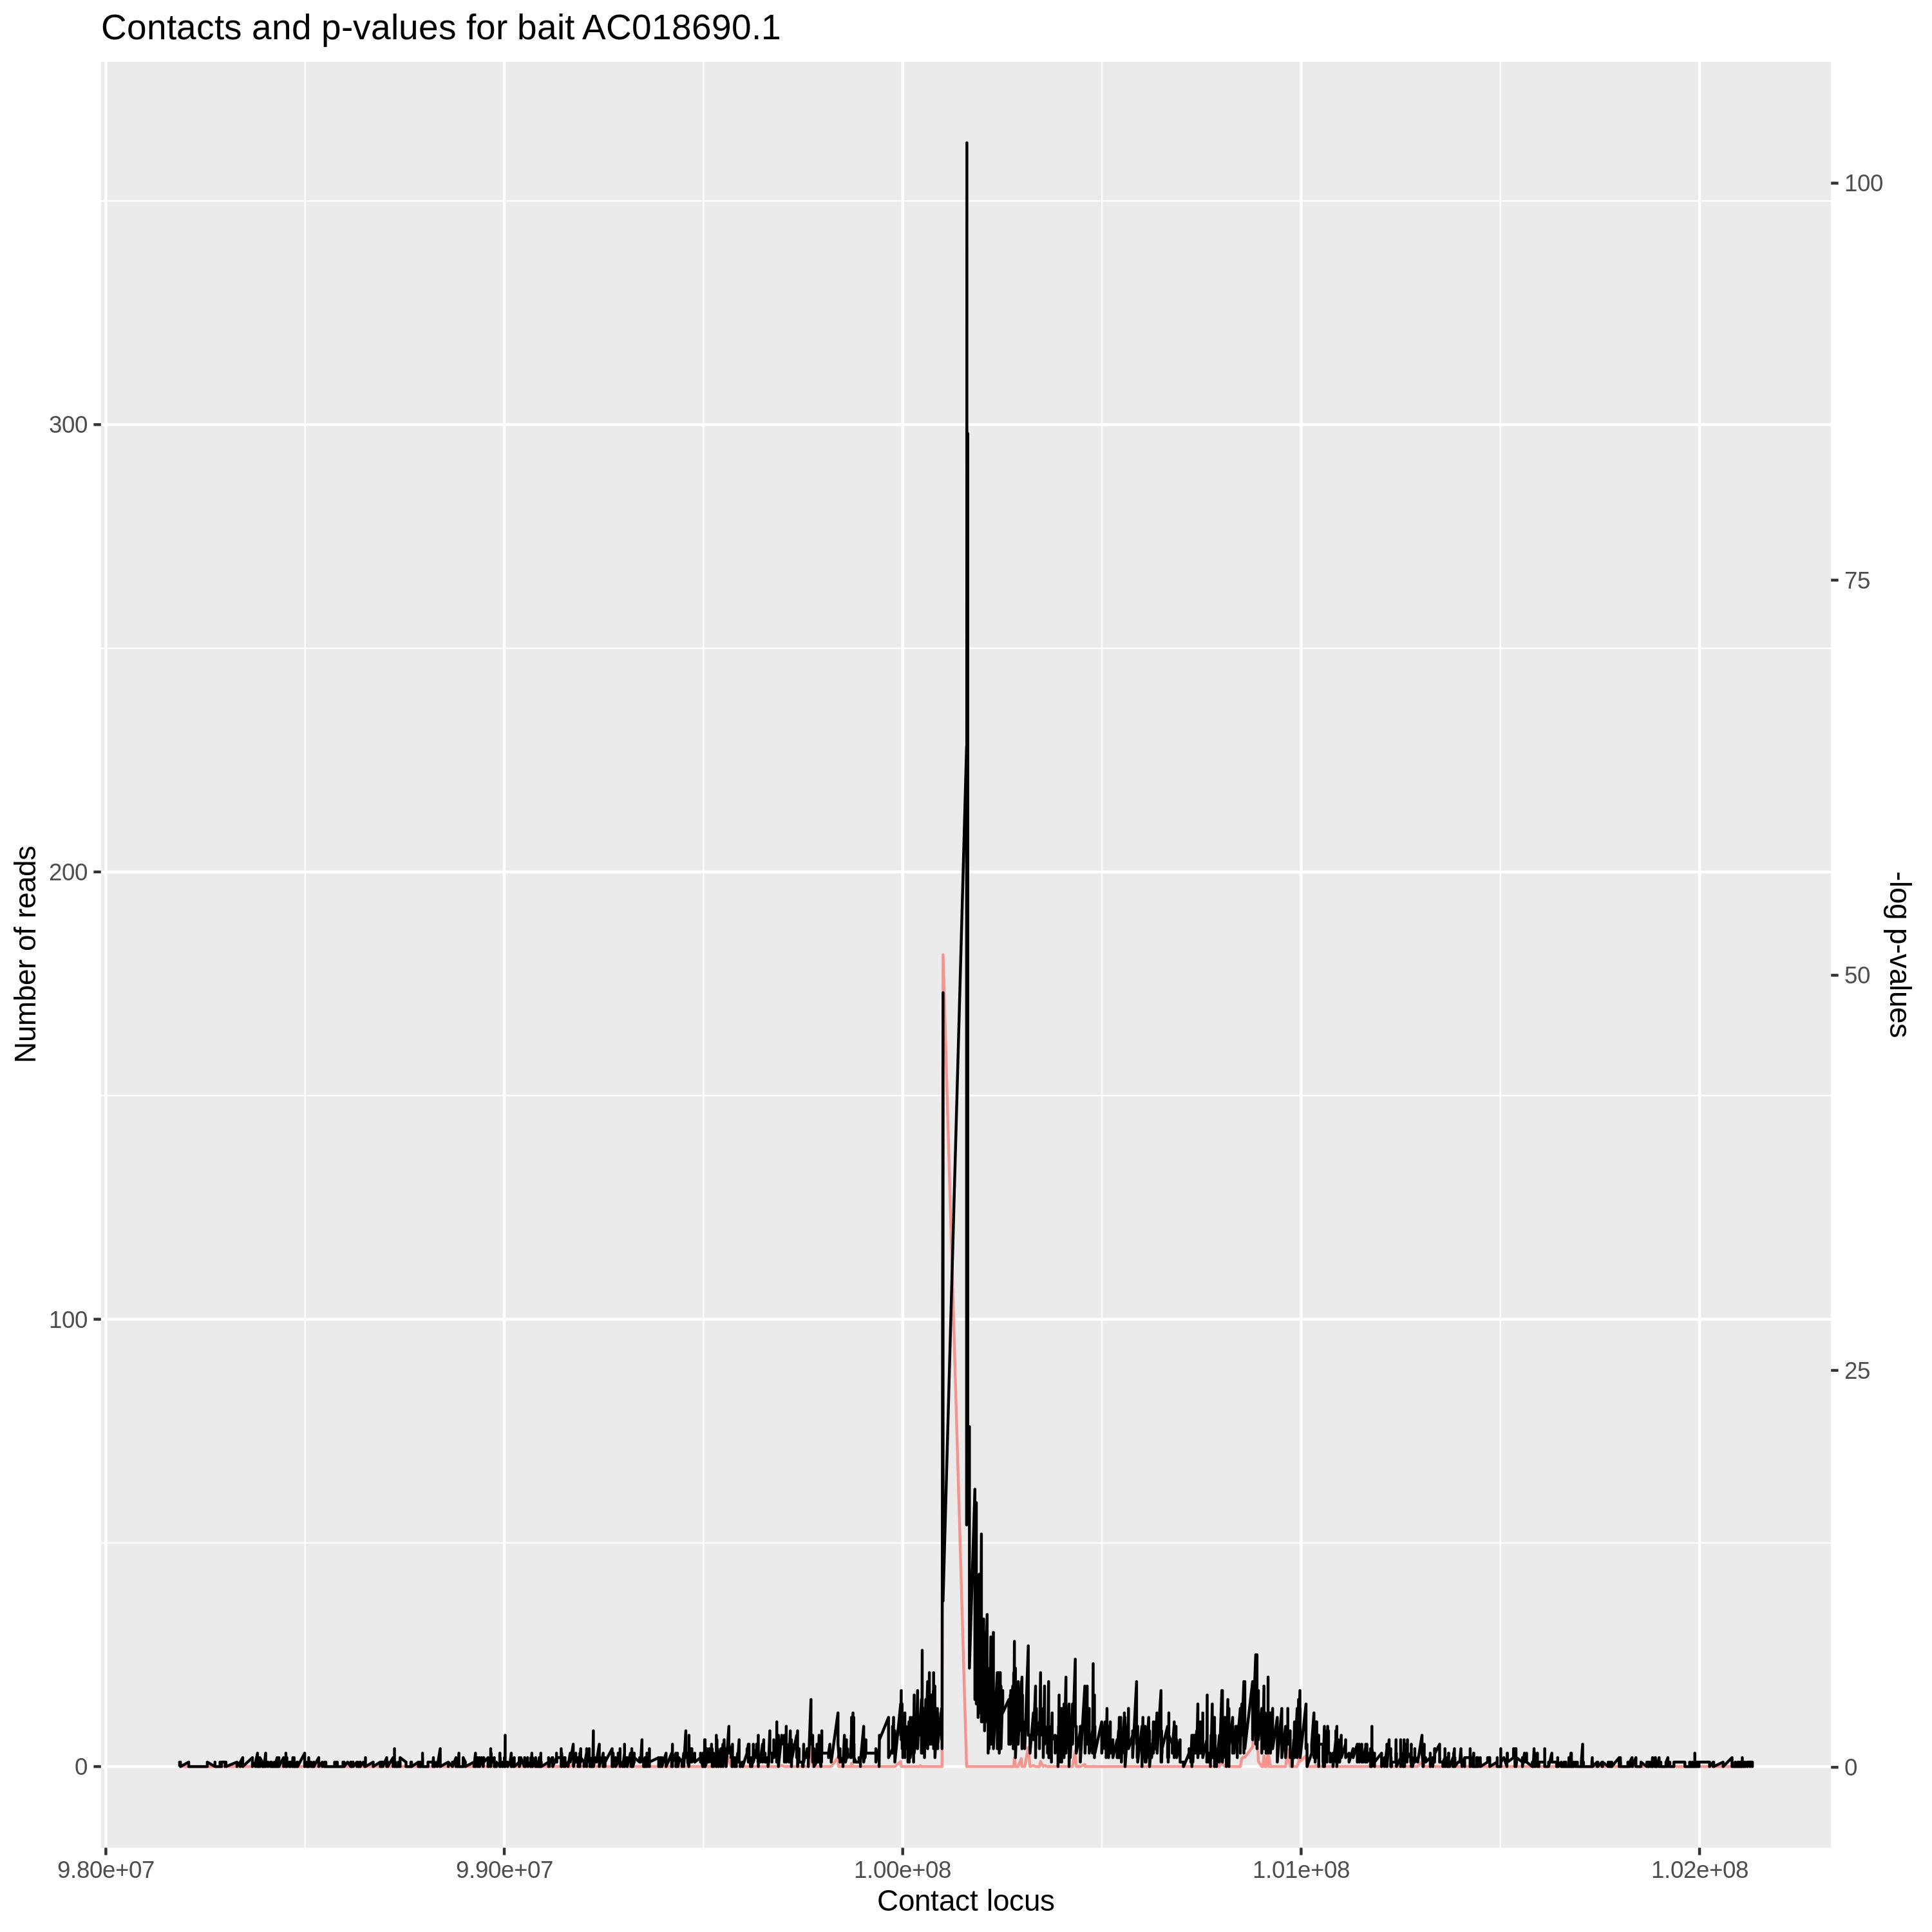 Contacts and p-values for bait AC018690.1
Number of reads
300
200
100
0
100
75
50
25
0
-log p-values
9.80e+07 9.90e+07 1.00e+08 1.01e+08 1.02e+08
Contact locus